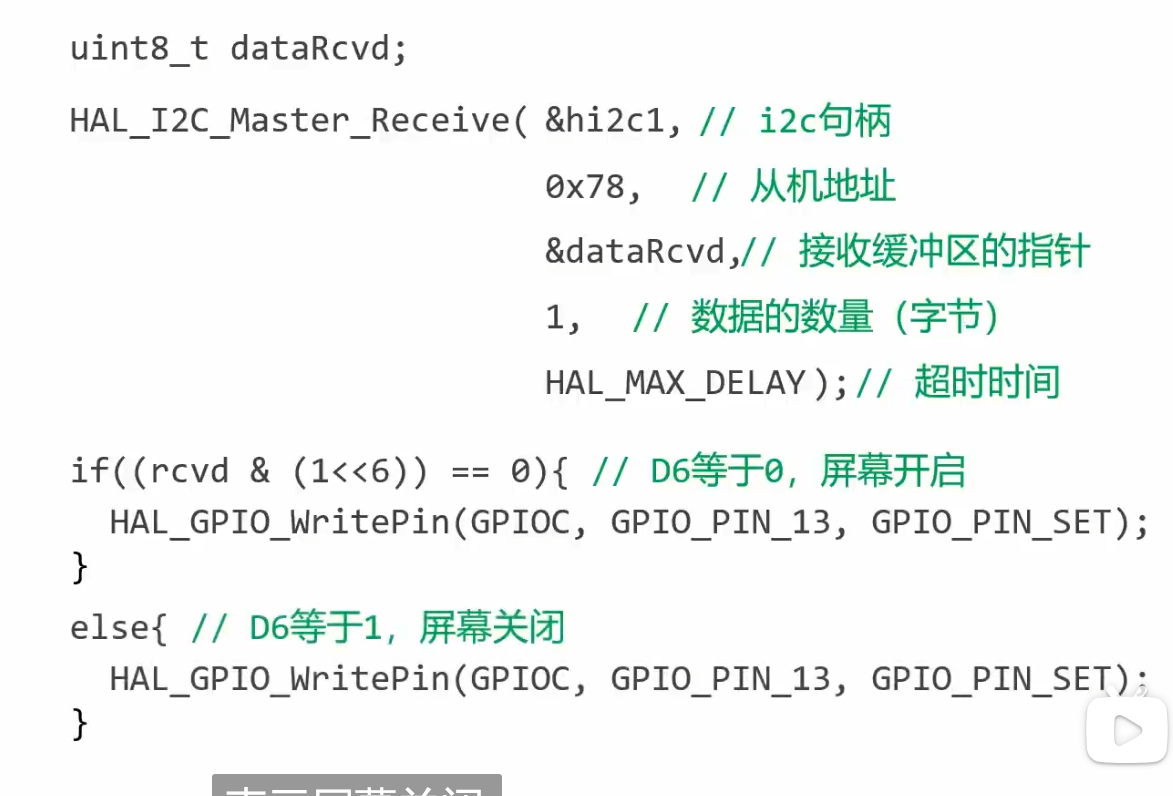 uint8_t dataRcvd;
HAL_I2C_Master_Receive( &hi2c1, // i2c句柄
0x78, // 从机地址
&dataRcvd,// 接收缓冲区的指针
1, // 数据的数量（字节）
HAL_MAX_DELAY);// 超时时间
if((rcvd & (1<<6)) == 0){ // D6等于0，屏幕开启
HAL_GPIO_WritePin(GPIOC, GPIO_PIN_13, GPIO_PIN_SET);
}
else{ // D6等于1，屏幕关闭
HAL_GPIO_WritePin(GPIOC, GPIO_PIN_13, GPIO_PIN_SET);
}